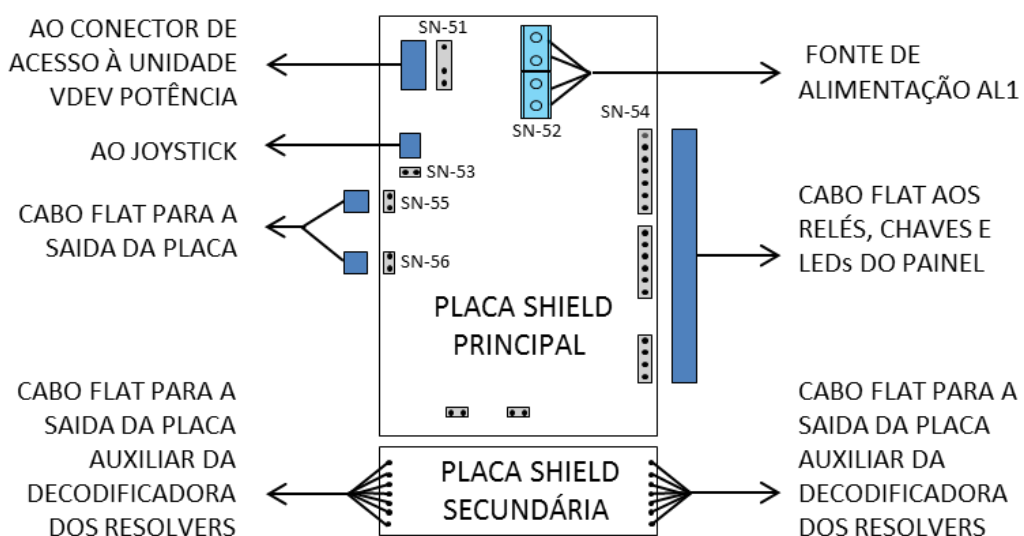 AO CONECTOR DE
ACESSO À UNIDADE
VDEV POTÊNCIA
SN-51
SN-52
FONTE DE
ALIMENTAÇÃO AL1
SN-54
AO JOYSTICK
SN-53
CABO FLAT PARA A
SAIDA DA PLACA
SN-55
SN-56
CABO FLAT AOS
RELÉS, CHAVES E
LEDs DO PAINEL
PLACA SHIELD
PRINCIPAL
CABO FLAT PARA A
SAIDA DA PLACA
AUXILIAR DA
DECODIFICADORA
DOS RESOLVERS
PLACA SHIELD
SECUNDÁRIA
CABO FLAT PARA A
SAIDA DA PLACA
AUXILIAR DA
DECODIFICADORA
DOS RESOLVERS